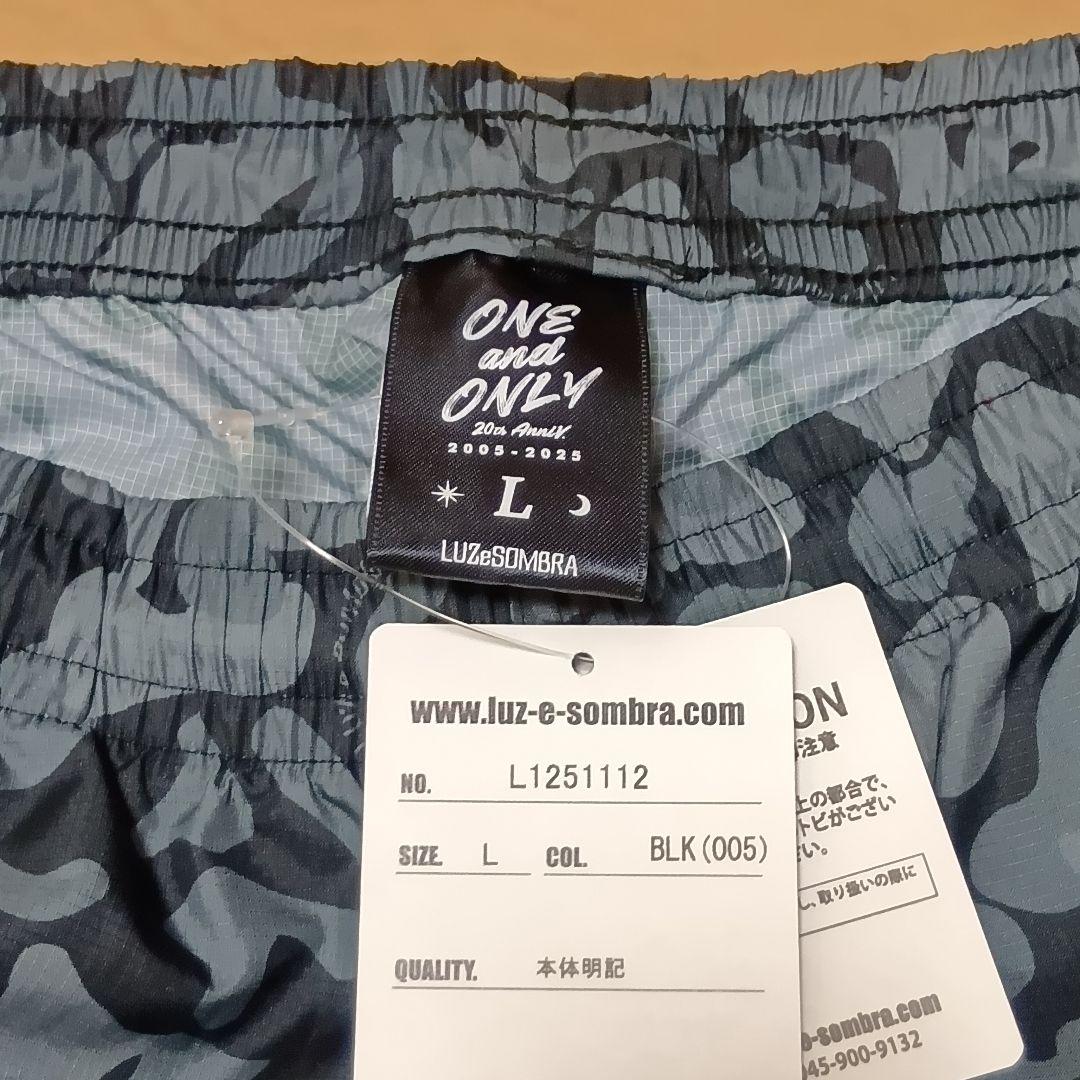 ONE
and
ONLY
20th Anniv.
2005-2025
L
LUZeSOMBRA
www.luz-e-sombra.com
NO. L1251112
SIZE. L COL. BLK(005)
QUALITY. 本体明記
ON
注意
上の都合で、
トビがござい
い。
し、取り扱いの際に
e-sombra.com
045-900-9132